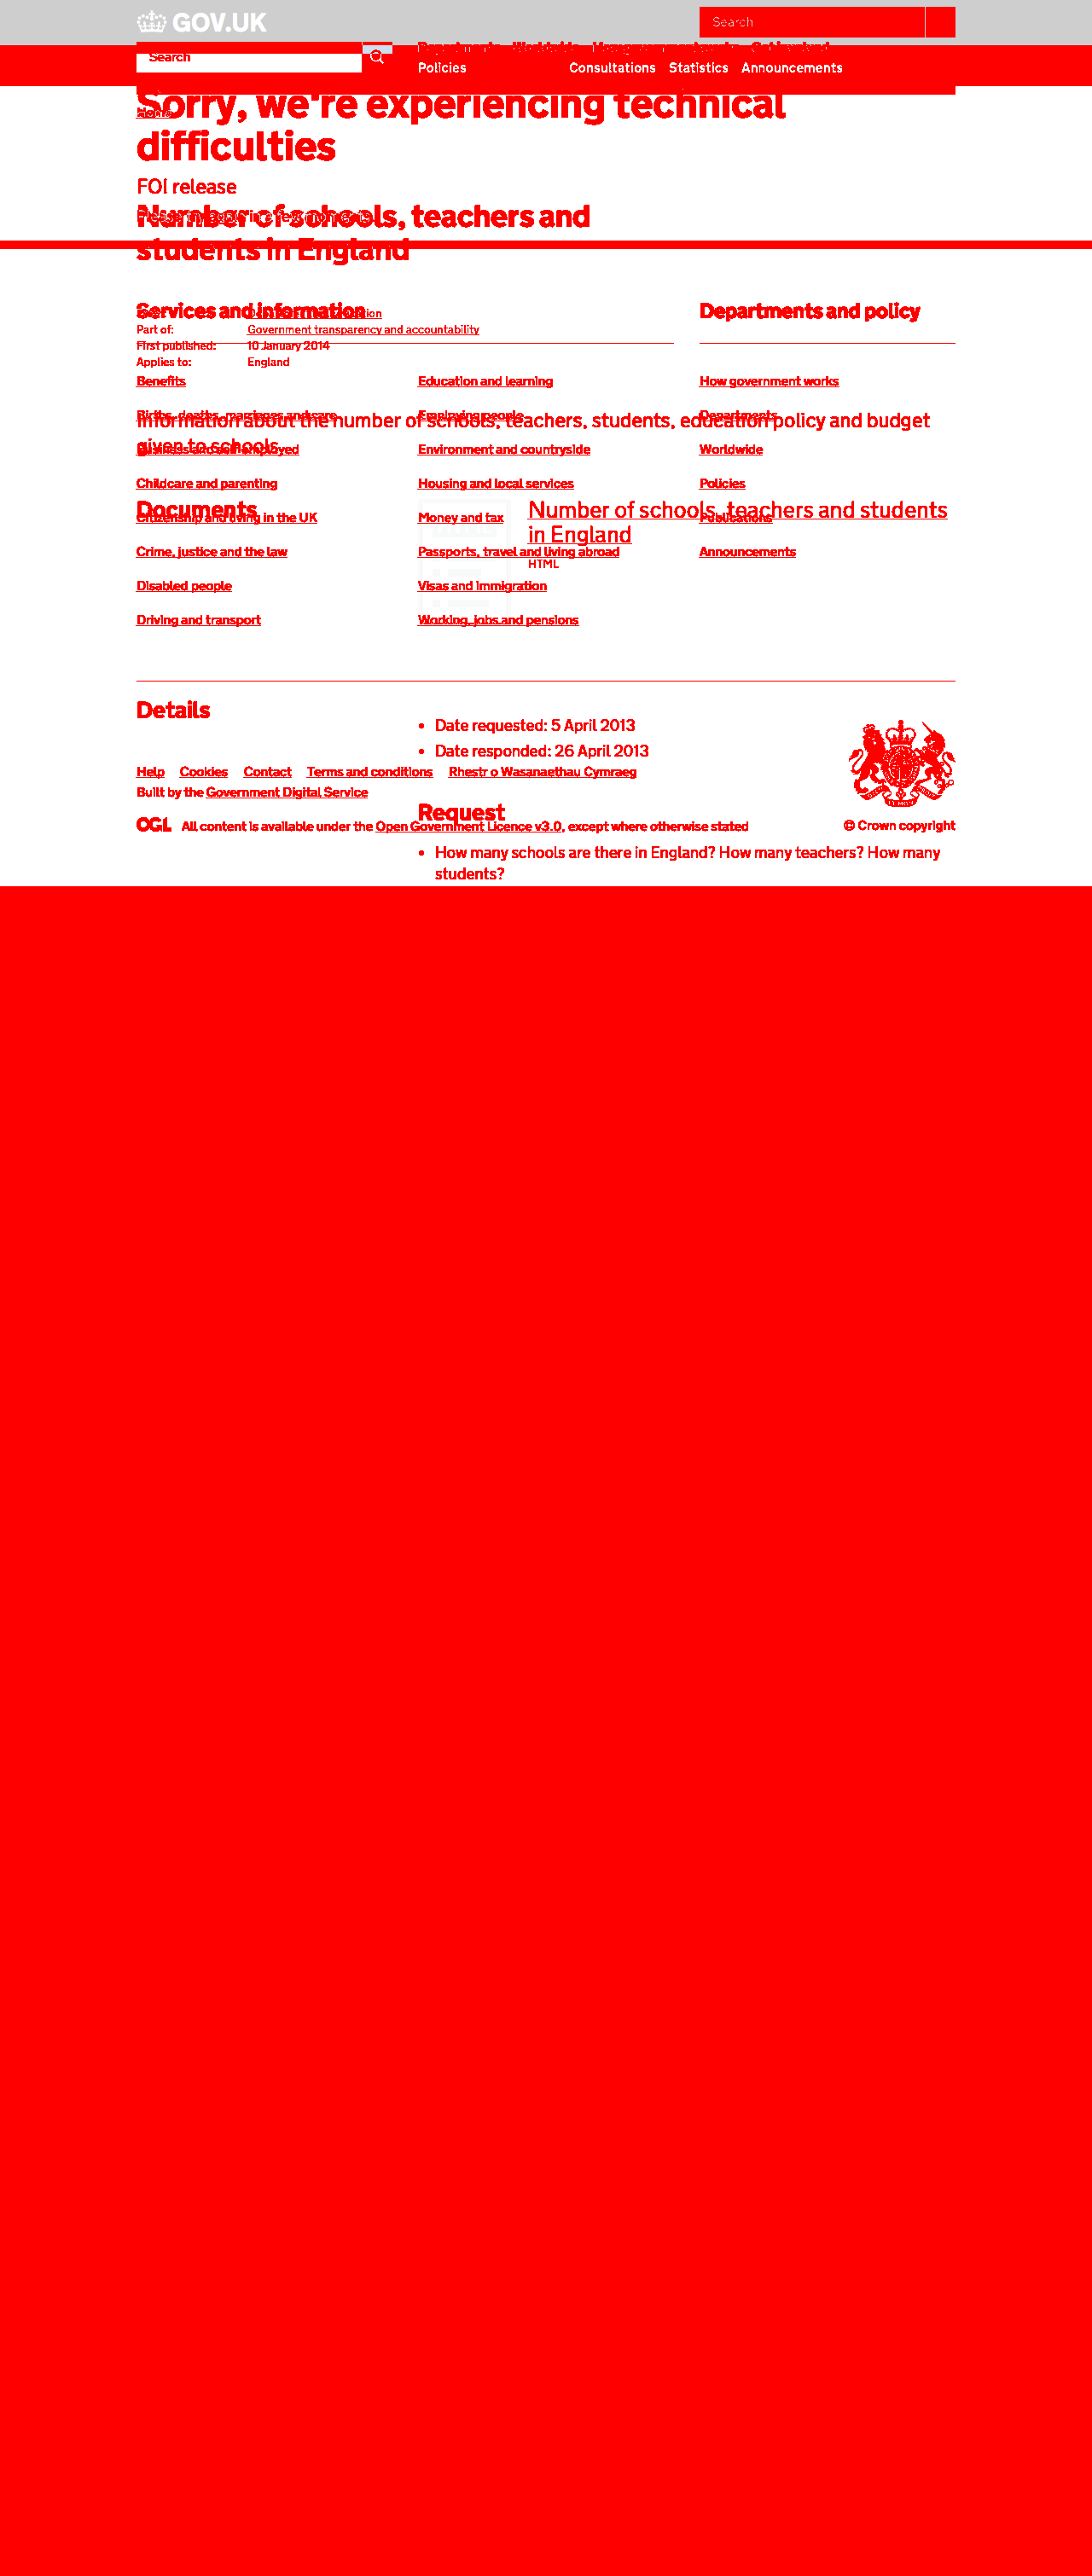 GOV.UK
Search
Search
Departments Worldwide How government works Get involved
Policies Consultations Statistics Announcements
Sorry, we're experiencing technical
Home
difficulties
FOI release
Please try again in a few moments.
Number of schools, teachers and
students in England
Services and information
Departments and policy
Part of: Government transparency and accountability
First published: 10 January 2014
Applies to: England
Benefits
Education and learning
How government works
Births, deaths, marriages and care
Employing people
Departments
Information about the number of schools, teachers, students, education policy and budget
given to schools.
Business and self-employed
Environment and countryside
Worldwide
Childcare and parenting
Housing and local services
Policies
Documents
Number of schools, teachers and students
in England
HTML
Citizenship and living in the UK
Money and tax
Publications
Crime, justice and the law
Passports, travel and living abroad
Announcements
Disabled people
Visas and immigration
Driving and transport
Working, jobs and pensions
Details
Date requested: 5 April 2013
Date responded: 26 April 2013
Help Cookies Contact Terms and conditions Rhestr o Wasanaethau Cymraeg
Built by the Government Digital Service
Request
OGL All content is available under the Open Government Licence v3.0, except where otherwise stated
© Crown copyright
How many schools are there in England? How many teachers? How many
students?